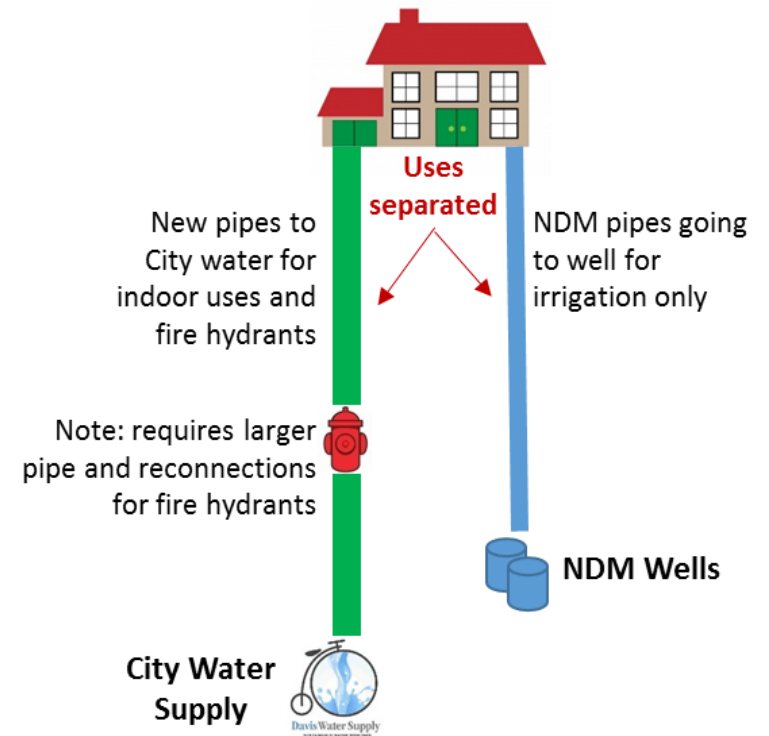 Uses
separated
New pipes to
City water for
indoor uses and
fire hydrants
NDM pipes going
to well for
irrigation only
Note: requires larger
pipe and reconnections
for fire hydrants
NDM Wells
City Water
Supply
Davis Water Supply